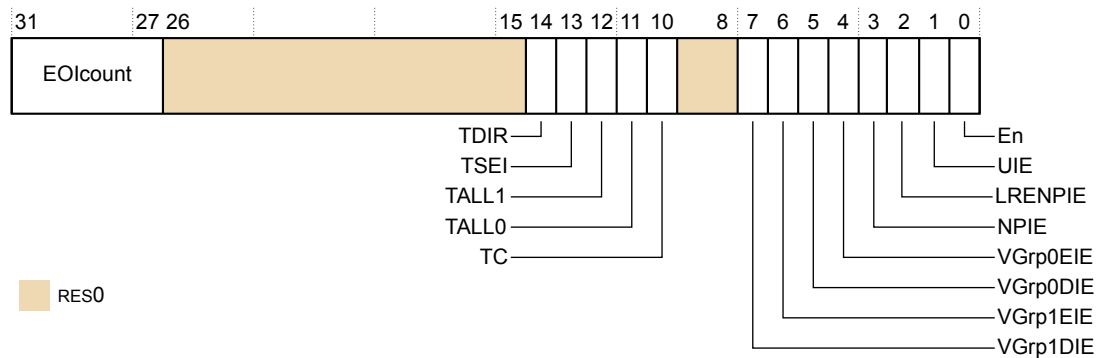 31 27 26 15 14 13 12 11 10 8 7 6 5 4 3 2 1 0
EOIcount
TDIR En
TSEI UIE
TALL1 LRENPIE
TALL0 NPIE
TC VGrp0EIE
VGrp0DIE
RES0
VGrp1EIE
VGrp1DIE